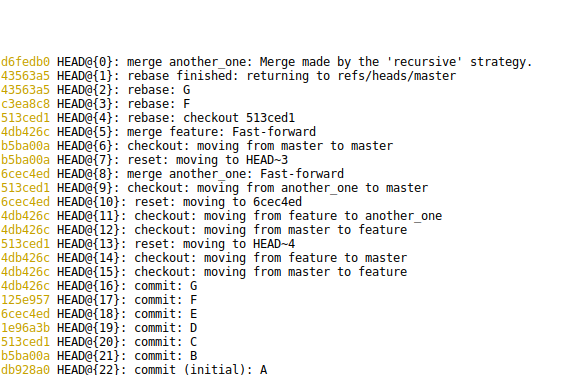 d6fedb0 HEAD@{0}: merge another_one: Merge made by the 'recursive' strategy.
43563a5 HEAD@{1}: rebase finished: returning to refs/heads/master
43563a5 HEAD@{2}: rebase: G
c3ea8c8 HEAD@{3}: rebase: F
513ced1 HEAD@{4}: rebase: checkout 513ced1
4db426c HEAD@{5}: merge feature: Fast-forward
b5ba00a HEAD@{6}: checkout: moving from master to master
b5ba00a HEAD@{7}: reset: moving to HEAD~3
6cec4ed HEAD@{8}: merge another_one: Fast-forward
513ced1 HEAD@{9}: checkout: moving from another_one to master
6cec4ed HEAD@{10}: reset: moving to 6cec4ed
4db426c HEAD@{11}: checkout: moving from feature to another_one
4db426c HEAD@{12}: checkout: moving from master to feature
513ced1 HEAD@{13}: reset: moving to HEAD~4
4db426c HEAD@{14}: checkout: moving from feature to master
4db426c HEAD@{15}: checkout: moving from master to feature
4db426c HEAD@{16}: commit: G
125e957 HEAD@{17}: commit: F
6cec4ed HEAD@{18}: commit: E
1e96a3b HEAD@{19}: commit: D
513ced1 HEAD@{20}: commit: C
b5ba00a HEAD@{21}: commit: B
db928a0 HEAD@{22}: commit (initial): A